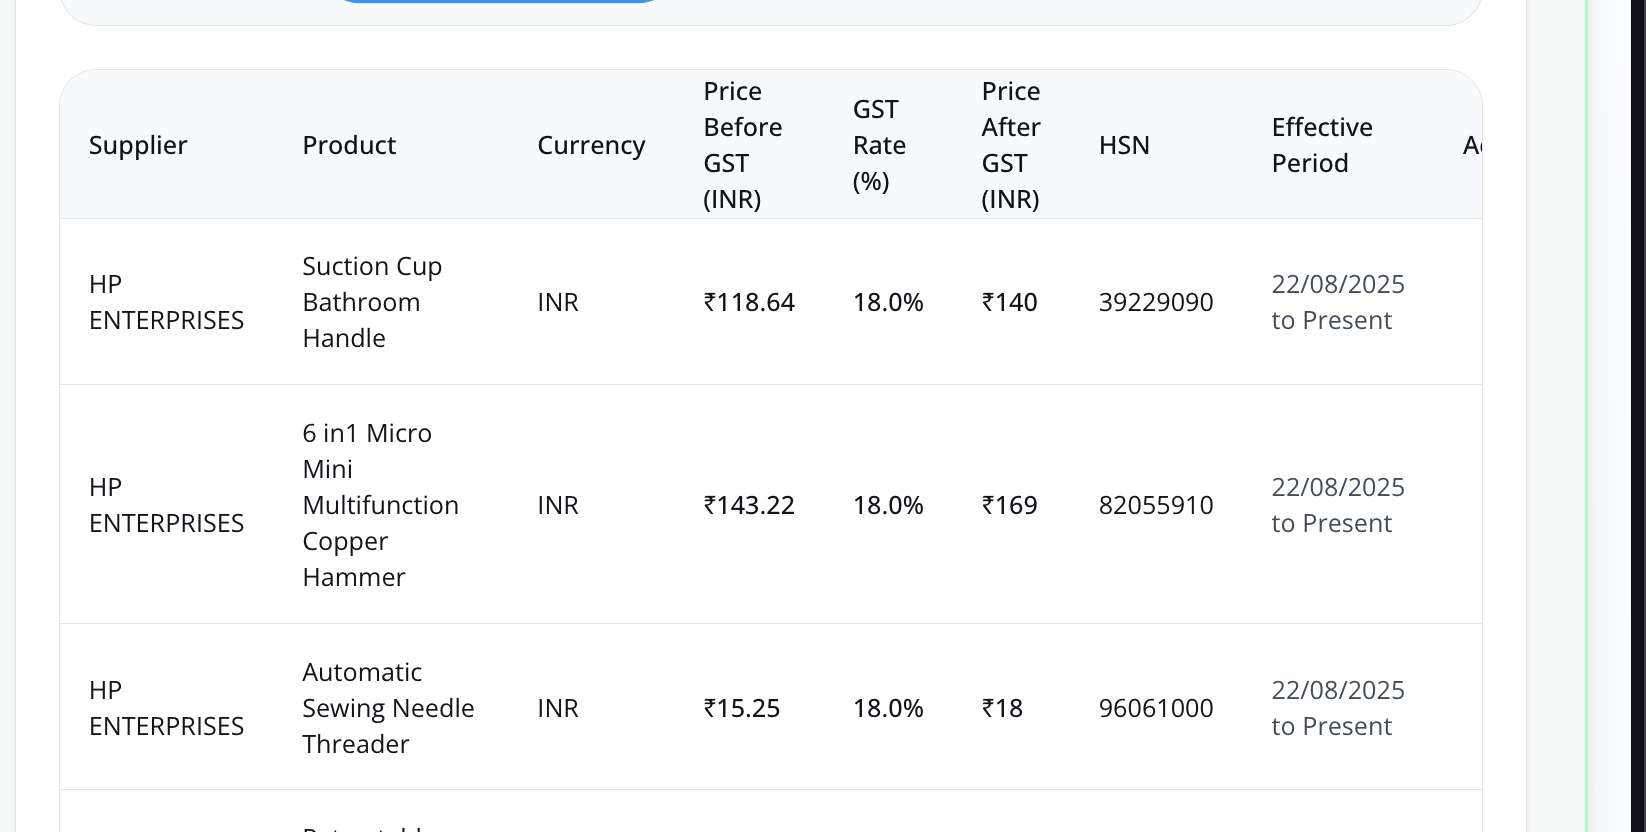 Supplier
Product
Currency
Price
Before
GST
(INR)
GST
Rate
(%)
Price
After
GST
(INR)
HSN
Effective
Period
HP
ENTERPRISES
Suction Cup
Bathroom
Handle
INR
₹118.64
18.0%
₹140
39229090
22/08/2025
to Present
HP
ENTERPRISES
6 in1 Micro
Mini
Multifunction
Copper
Hammer
INR
₹143.22
18.0%
₹169
82055910
22/08/2025
to Present
HP
ENTERPRISES
Automatic
Sewing Needle
Threader
INR
₹15.25
18.0%
₹18
96061000
22/08/2025
to Present